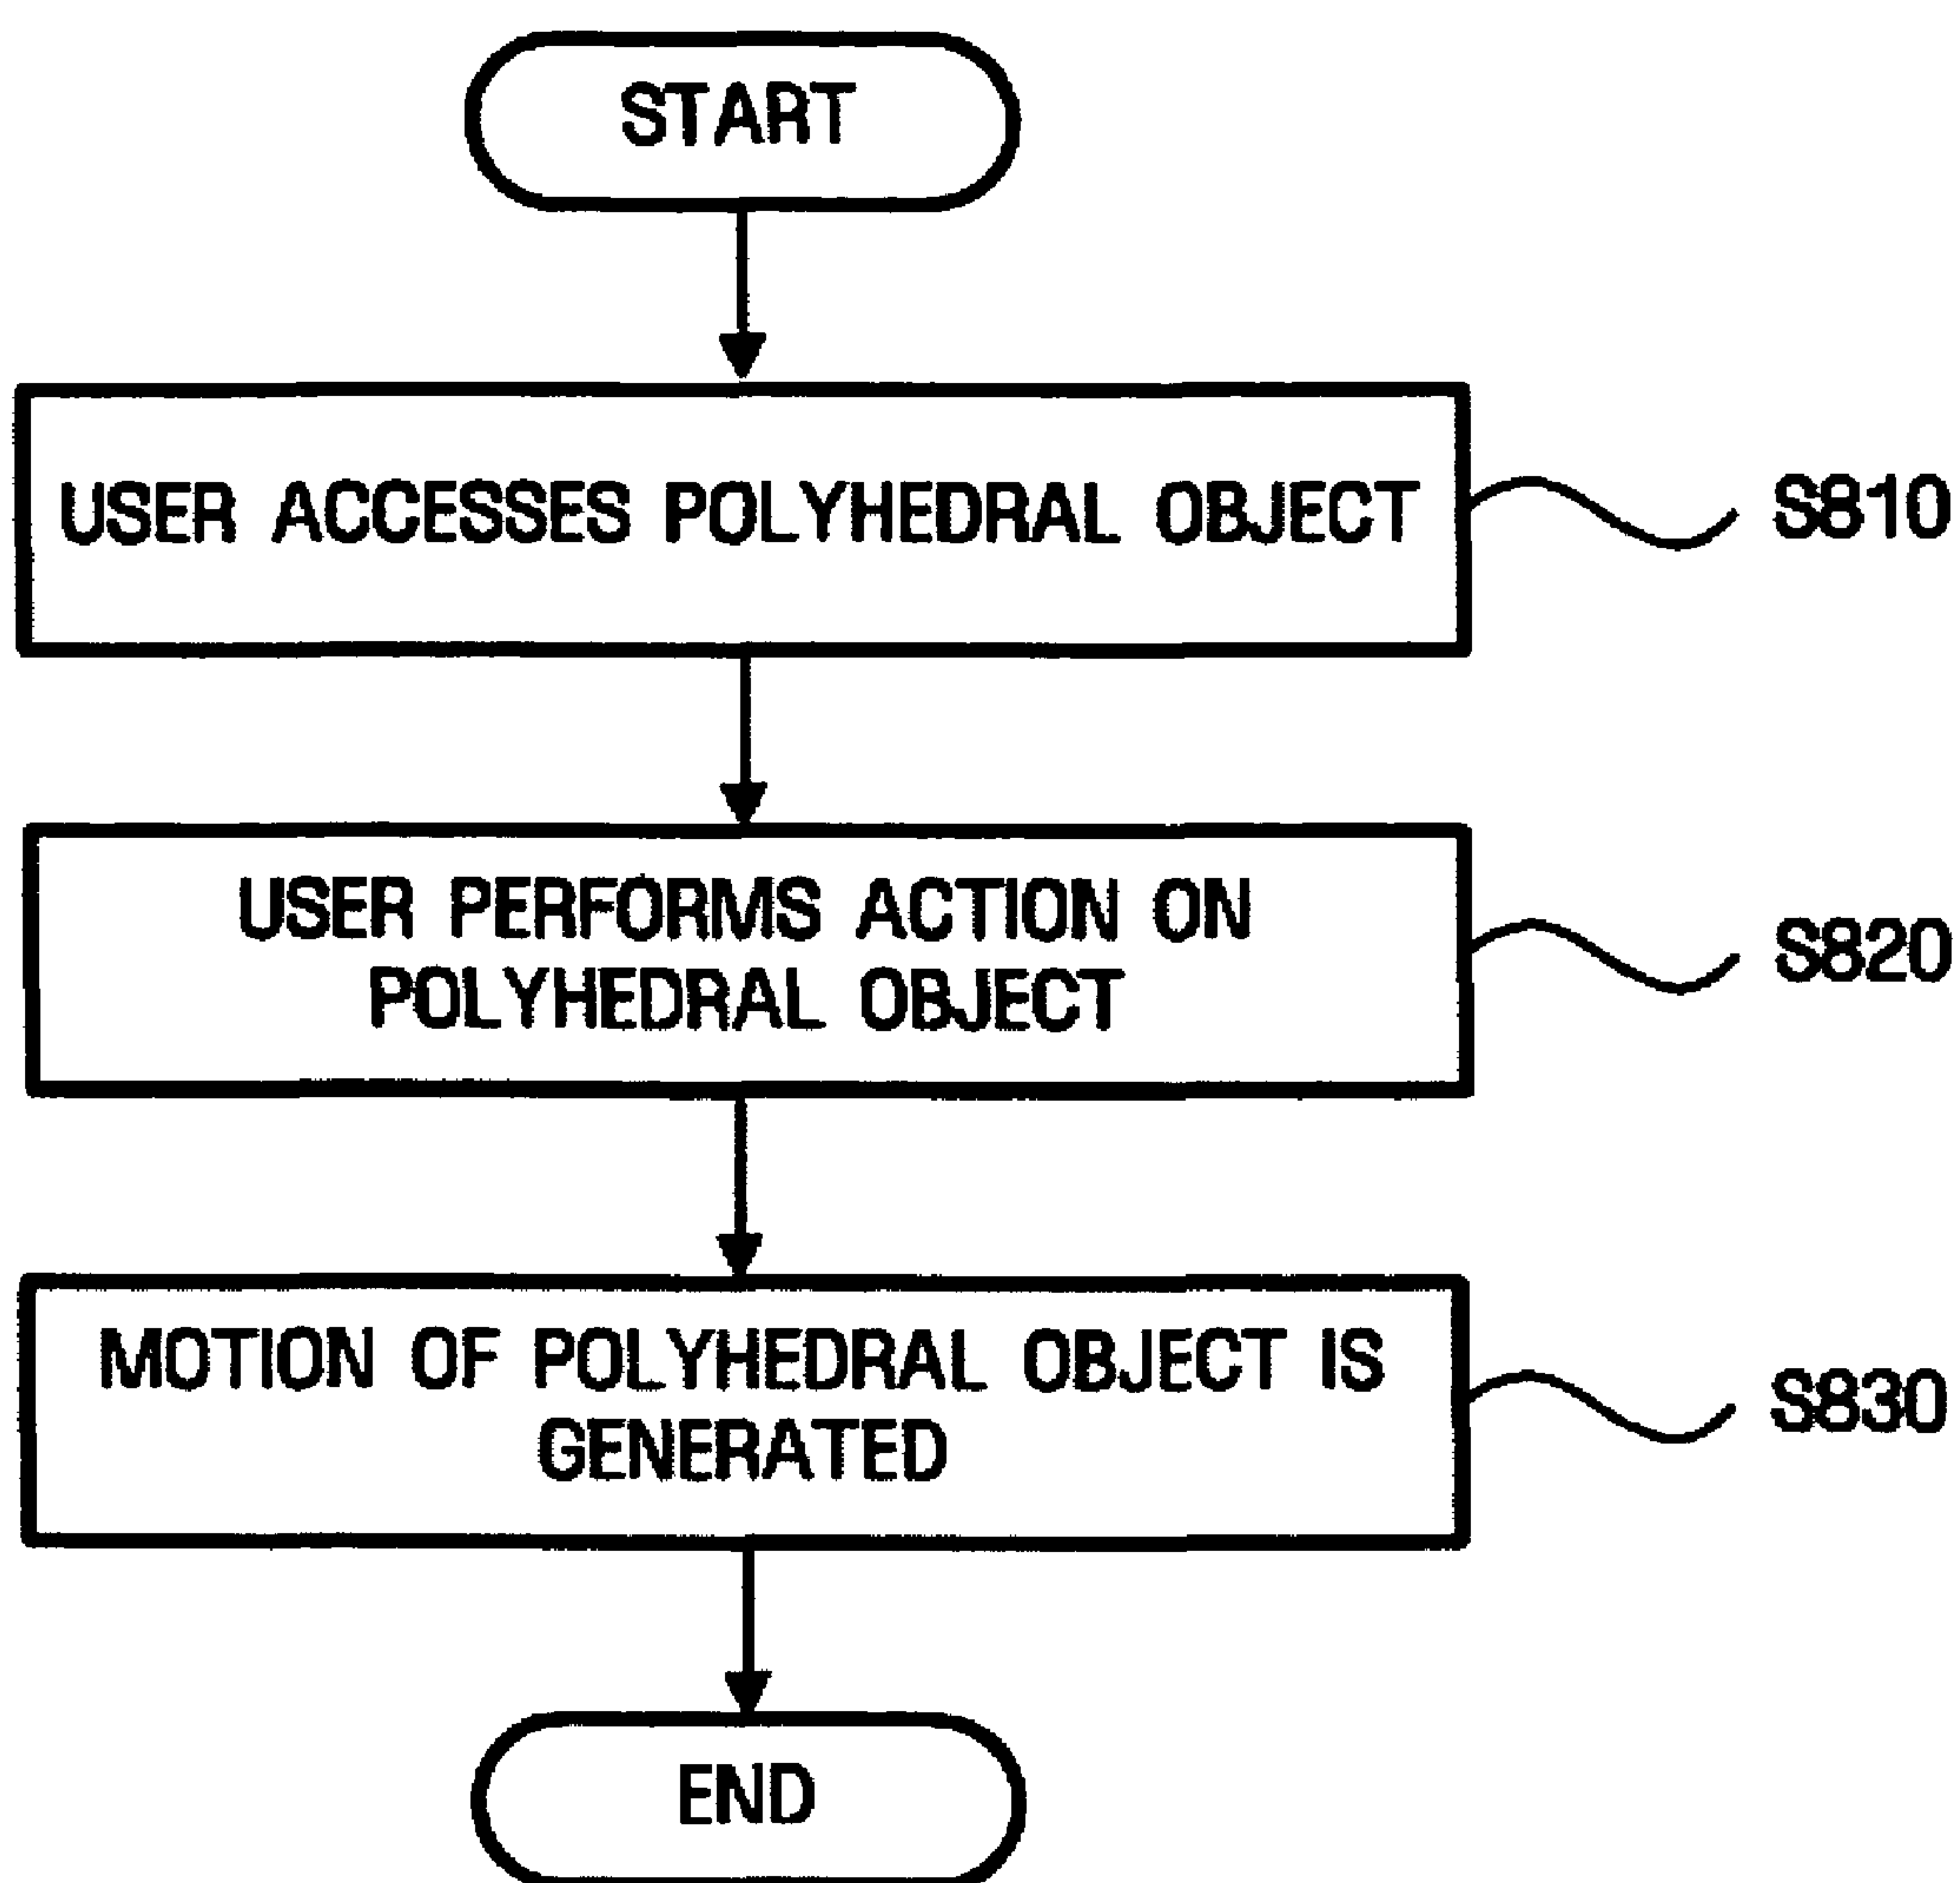 START
USER ACCESSES POLYHEDRAL OBJECT
S810
USER PERFORMS ACTION ON
POLYHEDRAL OBJECT
S820
MOTION OF POLYHEDRAL OBJECT IS
GENERATED
S830
END